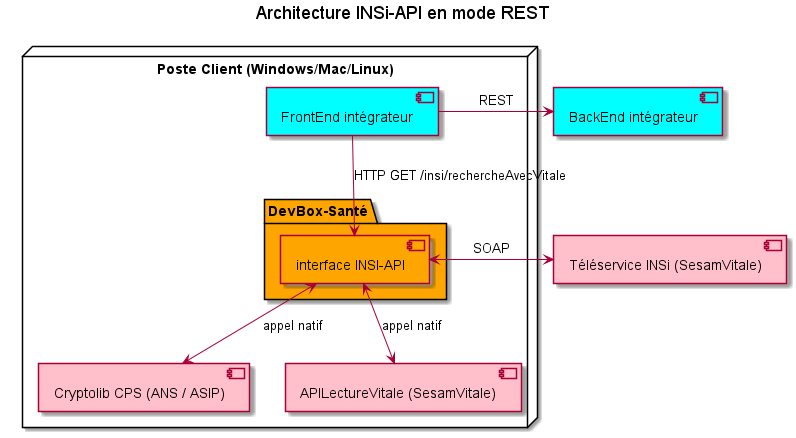 Architecture INSi-API en mode REST
Poste Client (Windows/Mac/Linux)
FrontEnd intégrateur
REST
BackEnd intégrateur
HTTP GET /insi/rechercheAvecVitale
DevBox-Santé
interface INSI-API
SOAP
Téléservice INSi (SesamVitale)
appel natif
appel natif
Cryptolib CPS (ANS / ASIP)
APILectureVitale (SesamVitale)